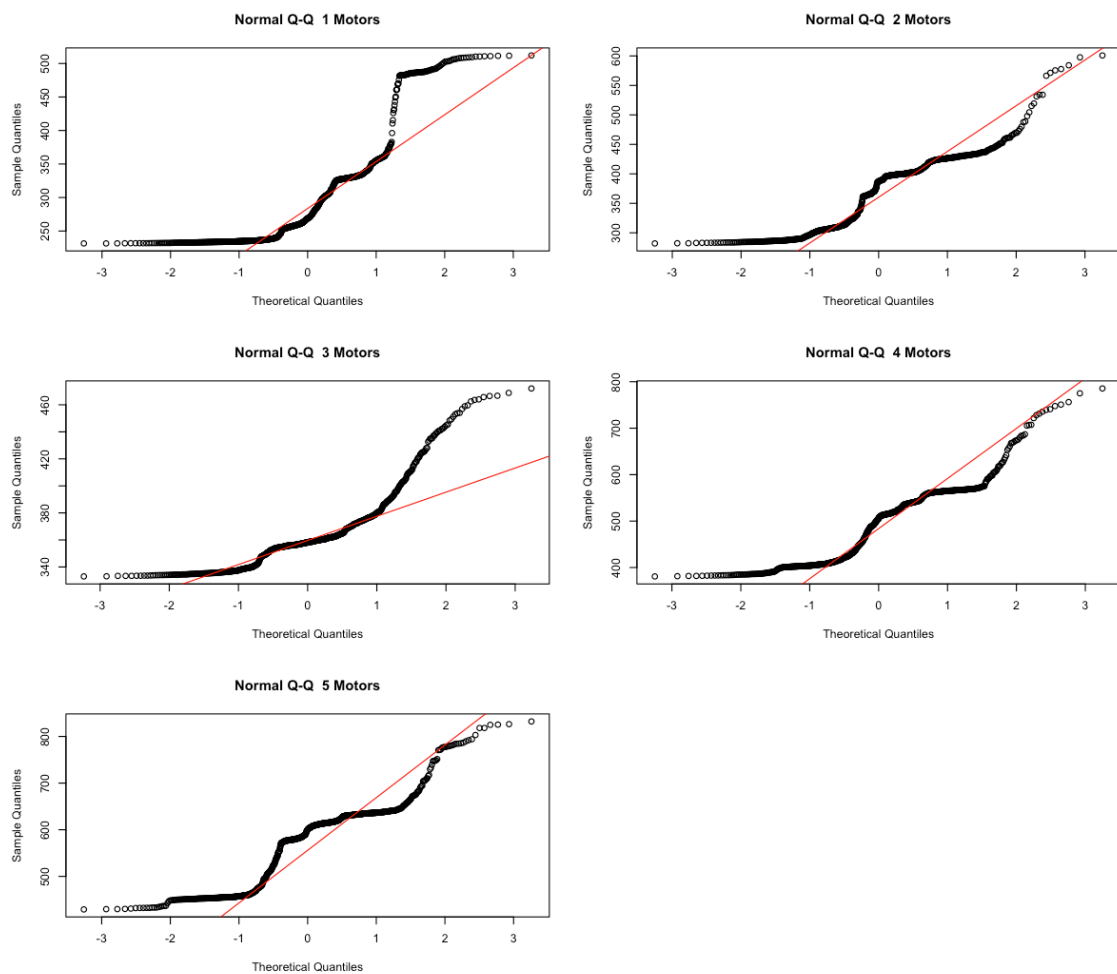 Normal Q-Q  1 Motors
Sample Quantiles
250 300 350 400 450 500
-3 -2 -1 0 1 2 3
Theoretical Quantiles
Normal Q-Q  2 Motors
Sample Quantiles
300 350 400 450 500 550 600
-3 -2 -1 0 1 2 3
Theoretical Quantiles
Normal Q-Q  3 Motors
Sample Quantiles
340 380 420 460
-3 -2 -1 0 1 2 3
Theoretical Quantiles
Normal Q-Q  4 Motors
Sample Quantiles
400 500 600 700 800
-3 -2 -1 0 1 2 3
Theoretical Quantiles
Normal Q-Q  5 Motors
Sample Quantiles
500 600 700 800
-3 -2 -1 0 1 2 3
Theoretical Quantiles